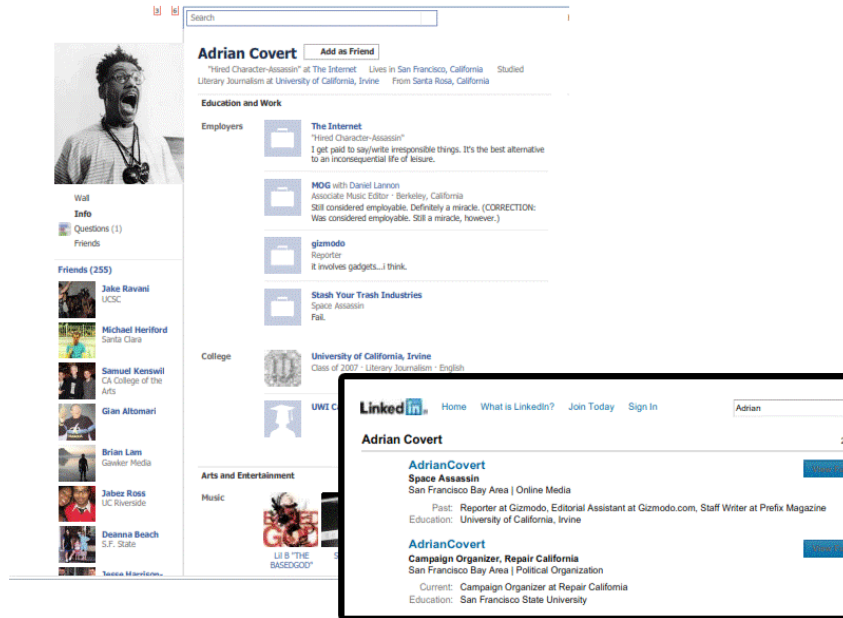 3 6
Search
Adrian Covert Add as Friend
"Hired Character-Assassin" at The Internet Lives in San Francisco, California Studied
Literary Journalism at University of California, Irvine From Santa Rosa, California
Education and Work
Employers
The Internet
"Hired Character-Assassin"
I get paid to say/write irresponsible things. It's the best alternative
to an inconsequential life of leisure.
MOG with Daniel Lannon
Associate Music Editor · Berkeley, California
Still considered employable. Definitely a miracle. (CORRECTION:
Was considered employable. Still a miracle, however.)
gizmodo
Reporter
it involves gadgets...i think.
Stash Your Trash Industries
Space Assassin
Fail.
College
University of California, Irvine
Class of 2007 · Literary Journalism · English
UWI
Arts and Entertainment
Music
Lil B "THE
BASEDGOD"
Wall
Info
Questions (1)
Friends
Friends (255)
Jake Ravani
UCSC
Michael Heriford
Santa Clara
Samuel Kenswil
CA College of the
Arts
Gian Altomari
Brian Lam
Gawker Media
Jabez Ross
UC Riverside
Deanna Beach
S.F. State
Jesse Harrison-
Linked in Home What is LinkedIn? Join Today Sign In
Adrian
Adrian Covert
AdrianCovert
Space Assassin
San Francisco Bay Area | Online Media
Past: Reporter at Gizmodo, Editorial Assistant at Gizmodo.com, Staff Writer at Prefix Magazine
Education: University of California, Irvine
AdrianCovert
Campaign Organizer, Repair California
San Francisco Bay Area | Political Organization
Current: Campaign Organizer at Repair California
Education: San Francisco State University